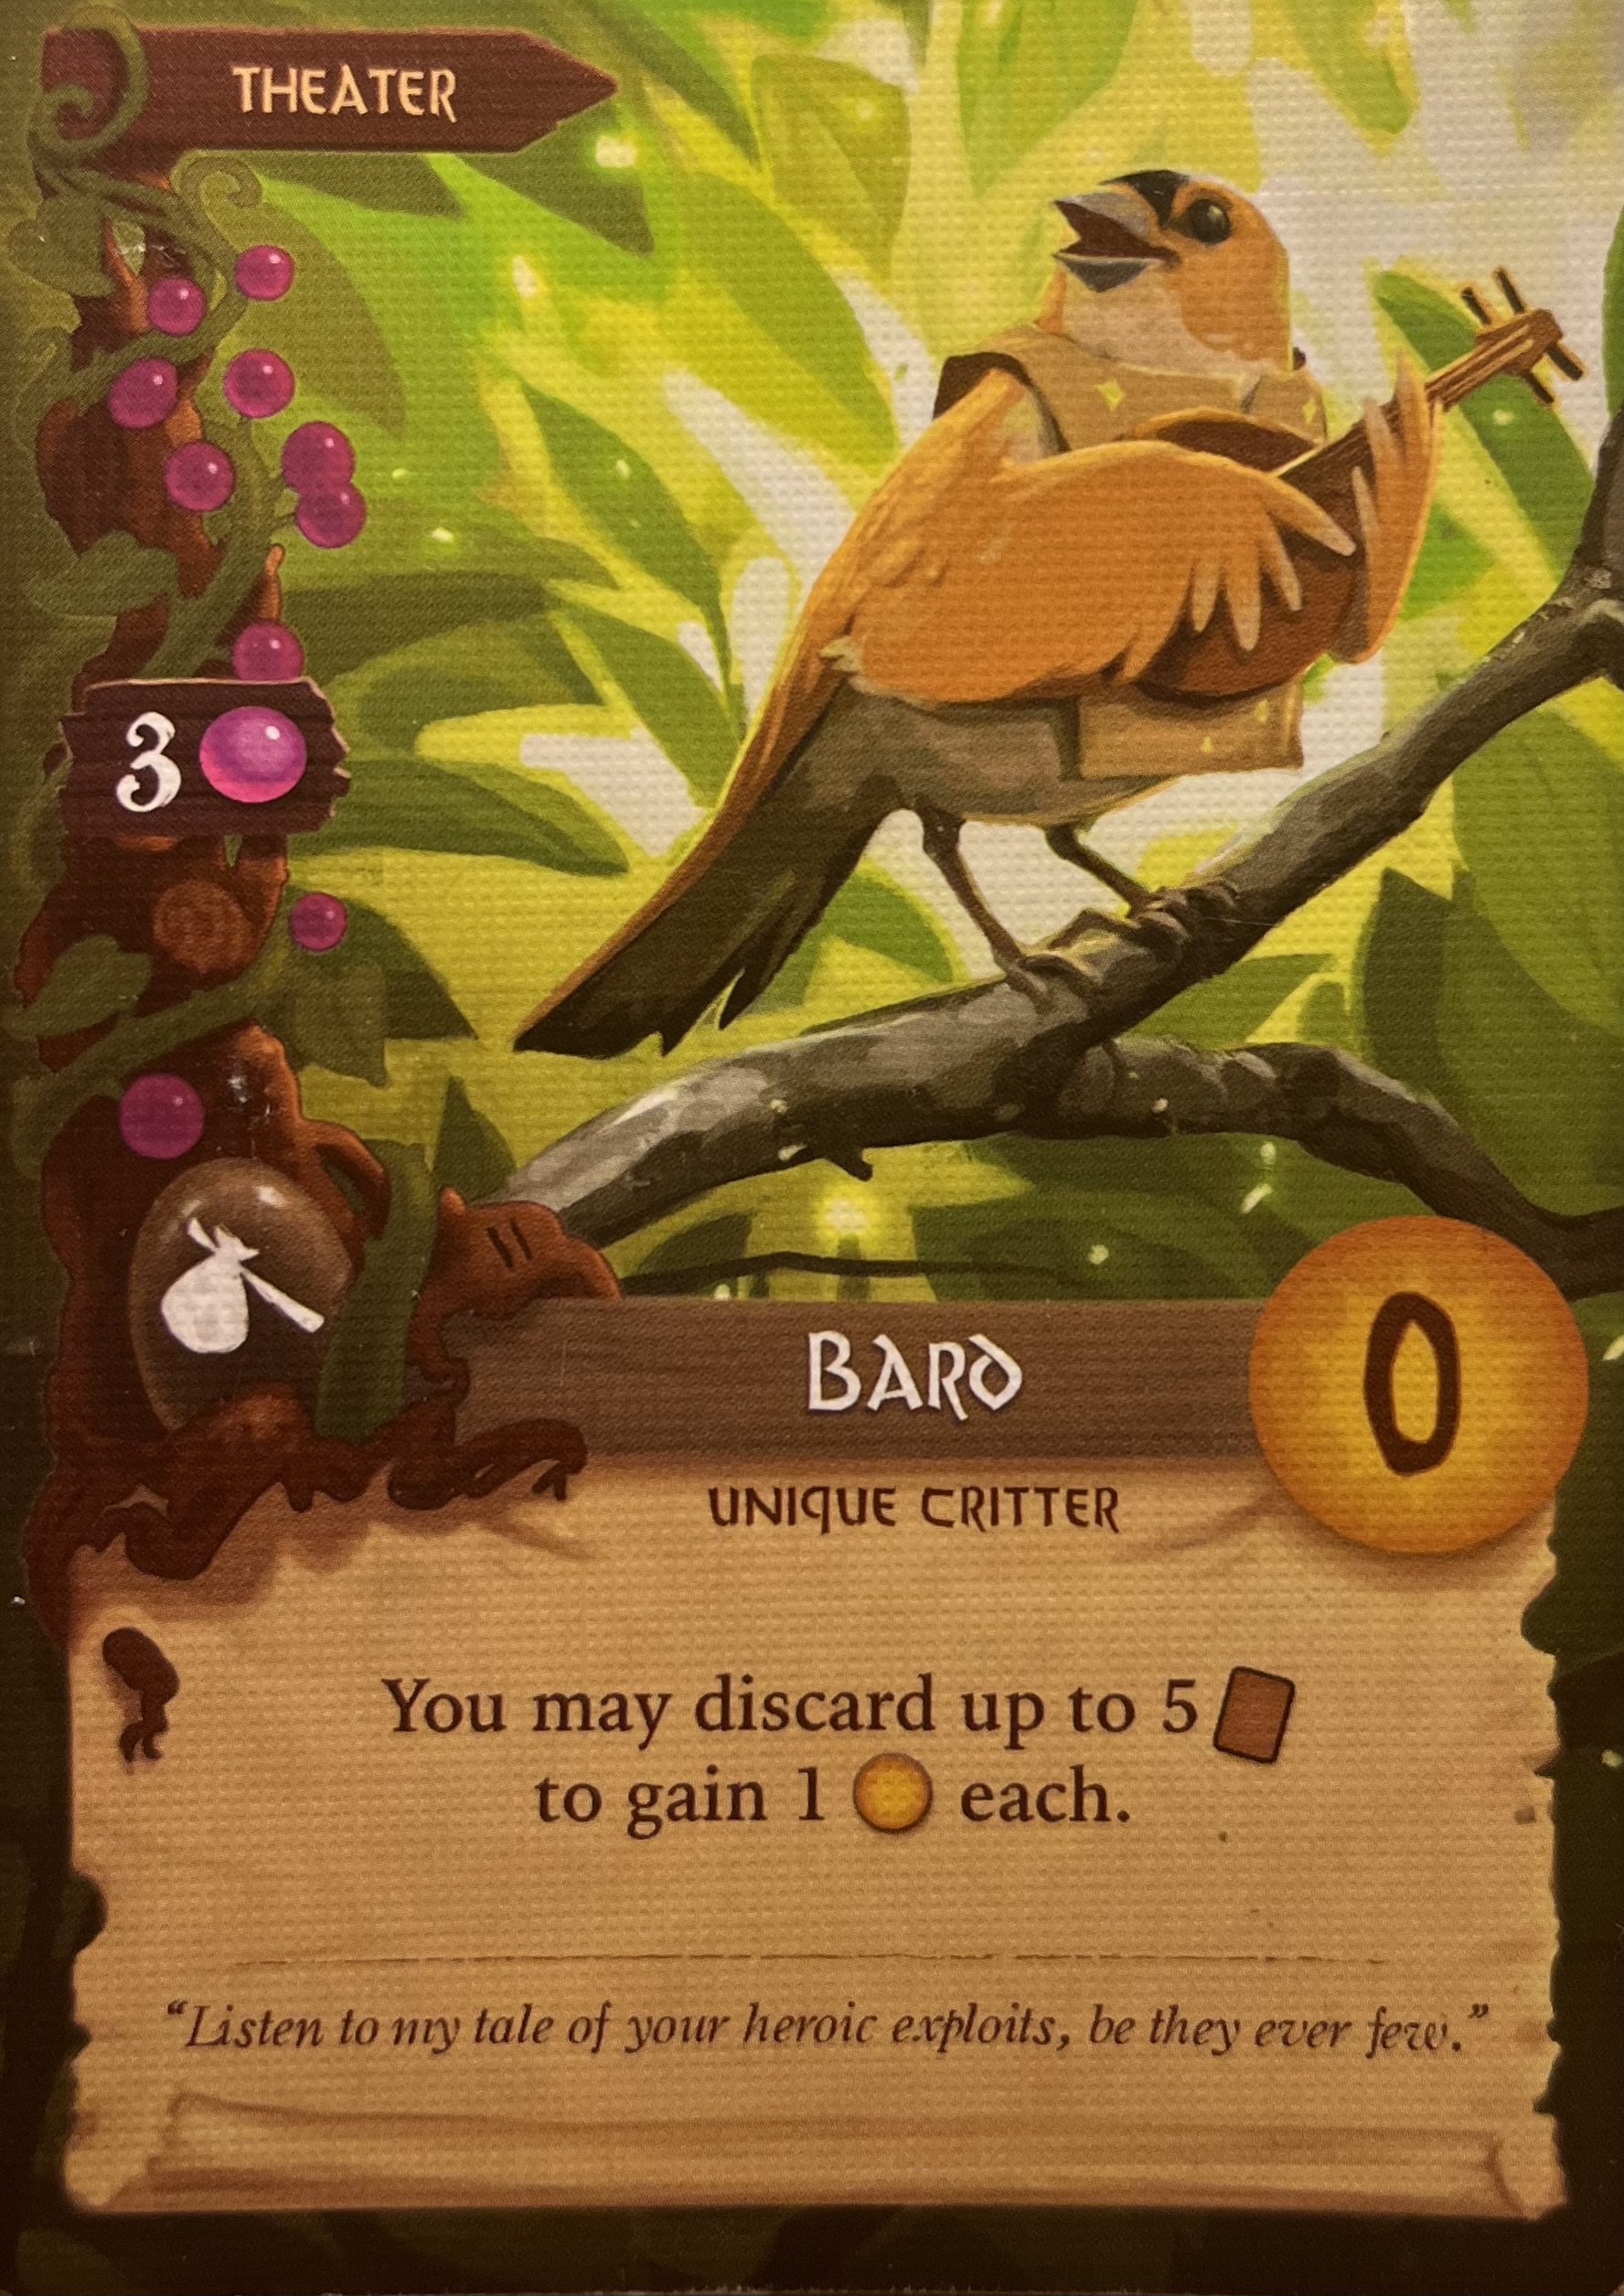 THEATER
3
BARD
0
UNIQUE CRITTER
You may discard up to 5
to gain 1 each.
“Listen to my tale of your heroic exploits, be they ever few.”